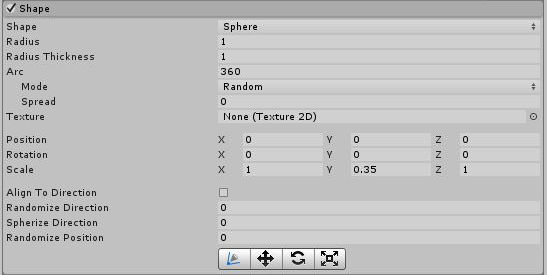 Shape
Shape Sphere
Radius 1
Radius Thickness 1
Arc 360
Mode Random
Spread 0
Texture None (Texture 2D)
Position X 0 Y 0 Z 0
Rotation X 0 Y 0 Z 0
Scale X 1 Y 0.35 Z 1
Align To Direction
Randomize Direction 0
Spherize Direction 0
Randomize Position 0